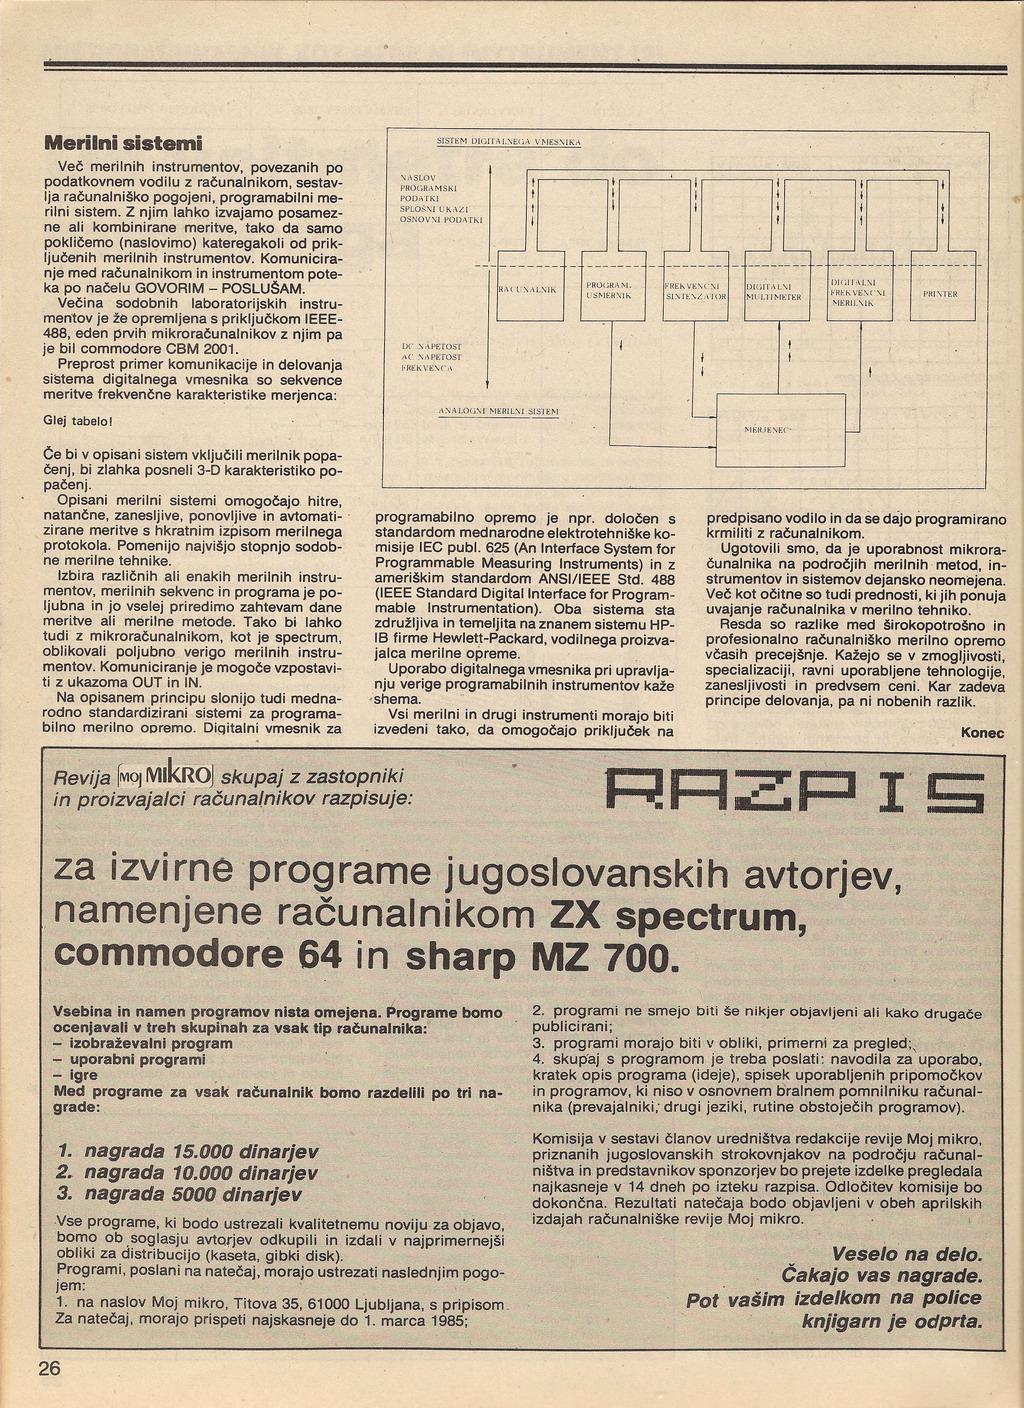 Merilni sistemi
Več merilnih instrumentov, povezanih po
podatkovnem vodilu z računalnikom, sestav-
lja računalniško pogojeni, programabilni me-
rilni sistem. Z njim lahko izvajamo posamez-
ne ali kombinirane meritve, tako da samo
pokličemo (naslovimo) kateregakoli od prik-
ljučenih merilnih instrumentov. Komunicira-
nje med računalnikom in instrumentom pote-
ka po načelu GOVORIM – POSLUŠAM.
Večina sodobnih laboratorijskih instru-
mentov je že opremljena s priključkom IEEE-
488, eden prvih mikroračunalnikov z njim pa
je bil commodore CBM 2001.
Preprost primer komunikacije in delovanja
sistema digitalnega vmesnika so sekvence
meritve frekvenčne karakteristike merjenca:
Glej tabelo!
Če bi v opisani sistem vključili merilnik popa-
čenj, bi zlahka posneli 3-D karakteristiko po-
pačenj.
Opisani merilni sistemi omogočajo hitre,
natančne, zanesljive, ponovljive in avtomati-
zirane meritve s hkratnim izpisom merilnega
protokola. Pomenijo najvišjo stopnjo sodob-
ne merilne tehnike.
Izbira različnih ali enakih merilnih instru-
mentov, merilnih sekvenc in programa je po-
ljubna in jo vselej priredimo zahtevam dane
meritve ali merilne metode. Tako bi lahko
tudi z mikroračunalnikom, kot je spectrum,
oblikovali poljubno verigo merilnih instru-
mentov. Komuniciranje je mogoče vzpostavi-
ti z ukazoma OUT in IN.
Na opisanem principu slonijo tudi medna-
rodno standardizirani sistemi za programa-
bilno merilno opremo. Digitalni vmesnik za
SISTEM DIGITALNEGA VMESNIKA
NASLOV
PROGRAMSKI
PODATKI
SPLOŠNI UKAZI
OSNOVNI PODATKI
RAČUNALNIK
PROGRAM.
USMERNIK
FREKVENČNI
SINTENZATOR
DIGITALNI
MULTIMETER
DIGITALNI
FREKVENČNI
MERILNIK
PRINTER
DC NAPETOST
AC NAPETOST
FREKVENCA
ANALOGNI MERILNI SISTEM
MERJENEC
programabilno opremo je npr. določen s
standardom mednarodne elektrotehniške ko-
misije IEC publ. 625 (An Interface System for
Programmable Measuring Instruments) in z
ameriškim standardom ANSI/IEEE Std. 488
(IEEE Standard Digital Interface for Program-
mable Instrumentation). Oba sistema sta
združljiva in temeljita na znanem sistemu HP-
IB firme Hewlett-Packard, vodilnega proizva-
jalca merilne opreme.
Uporabo digitalnega vmesnika pri upravlja-
nju verige programabilnih instrumentov kaže
shema.
Vsi merilni in drugi instrumenti morajo biti
izvedeni tako, da omogočajo priključek na
predpisano vodilo in da se dajo programirano
krmiliti z računalnikom.
Ugotovili smo, da je uporabnost mikrora-
čunalnika na področjih merilnih metod, in-
strumentov in sistemov dejansko neomejena.
Več kot očitne so tudi prednosti, ki jih ponuja
uvajanje računalnika v merilno tehniko.
Resda so razlike med širokopotrošno in
profesionalno računalniško merilno opremo
včasih precejšnje. Kažejo se v zmogljivosti,
specializaciji, ravni uporabljene tehnologije,
zanesljivosti in predvsem ceni. Kar zadeva
principe delovanja, pa ni nobenih razlik.
Konec
Revija MOJ MIKRO skupaj z zastopniki
in proizvajalci računalnikov razpisuje:
RAZPIS
za izvirne programe jugoslovanskih avtorjev,
namenjene računalnikom ZX spectrum,
commodore 64 in sharp MZ 700.
Vsebina in namen programov nista omejena. Programe bomo
ocenjavali v treh skupinah za vsak tip računalnika:
– izobraževalni program
– uporabni programi
– igre
Med programe za vsak računalnik bomo razdelili po tri na-
grade:
1. nagrada 15.000 dinarjev
2. nagrada 10.000 dinarjev
3. nagrada 5000 dinarjev
Vse programe, ki bodo ustrezali kvalitetnemu noviju za objavo,
bomo ob soglasju avtorjev odkupili in izdali v najprimernejši
obliki za distribucijo (kaseta, gibki disk).
Programi, poslani na natečaj, morajo ustrezati naslednjim pogo-
jem:
1. na naslov Moj mikro, Titova 35, 61000 Ljubljana, s pripisom
Za natečaj, morajo prispeti najskasneje do 1. marca 1985;
2. programi ne smejo biti še nikjer objavljeni ali kako drugače
publicirani;
3. programi morajo biti v obliki, primerni za pregled;
4. skupaj s programom je treba poslati: navodila za uporabo,
kratek opis programa (ideje), spisek uporabljenih pripomočkov
in programov, ki niso v osnovnem bralnem pomnilniku računal-
nika (prevajalniki, drugi jeziki, rutine obstoječih programov).
Komisija v sestavi članov uredništva redakcije revije Moj mikro,
priznanih jugoslovanskih strokovnjakov na področju računal-
ništva in predstavnikov sponzorjev bo prejete izdelke pregledala
najkasneje v 14 dneh po izteku razpisa. Odločitev komisije bo
dokončna. Rezultati natečaja bodo objavljeni v obeh aprilskih
izdajah računalniške revije Moj mikro.
Veselo na delo.
Čakajo vas nagrade.
Pot vašim izdelkom na police
knjigarn je odprta.
26